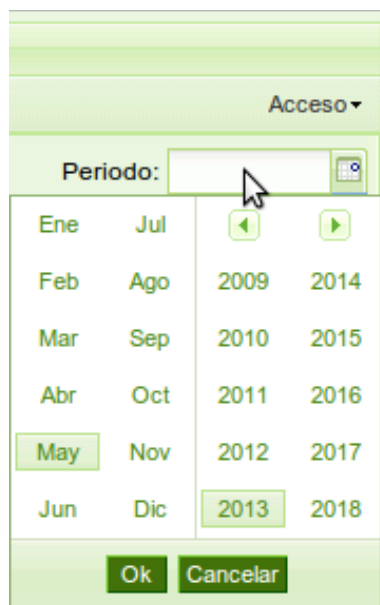 Acceso
Periodo:
Ene Jul
Feb Ago 2009 2014
Mar Sep 2010 2015
Abr Oct 2011 2016
May Nov 2012 2017
Jun Dic 2013 2018
Ok Cancelar